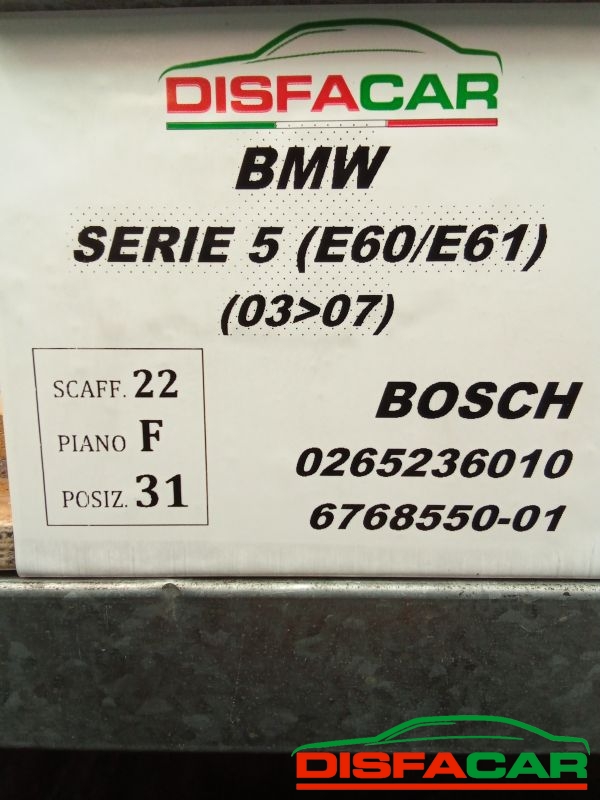 DISFACAR
BMW
SERIE 5 (E60/E61)
(03>07)
SCAFF. 22
PIANO F
POSIZ. 31
BOSCH
0265236010
6768550-01
DISFACAR